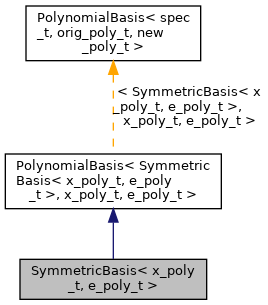 PolynomialBasis< spec
_t, orig_poly_t, new
_poly_t >
< SymmetricBasis< x
_poly_t, e_poly_t >,
x_poly_t, e_poly_t >
PolynomialBasis< Symmetric
Basis< x_poly_t, e_poly
_t >, x_poly_t, e_poly_t >
SymmetricBasis< x_poly
_t, e_poly_t >